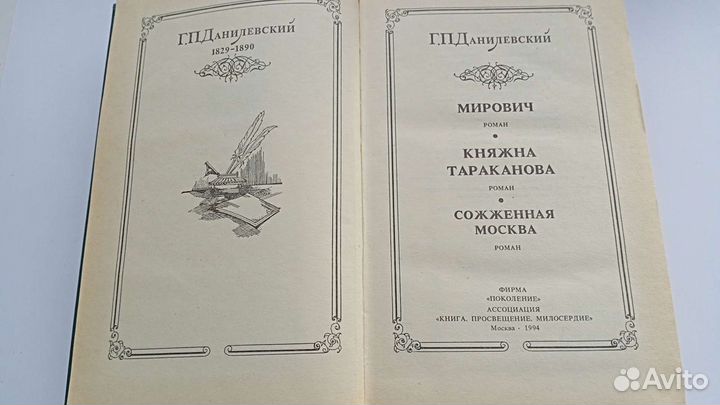 Г.П.Данилевский
1829-1890
Г.П.Данилевский
МИРОВИЧ
РОМАН
КНЯЖНА
ТАРАКАНОВА
РОМАН
СОЖЖЕННАЯ
МОСКВА
РОМАН
ФИРМА
«ПОКОЛЕНИЕ»
АССОЦИАЦИЯ
«КНИГА. ПРОСВЕЩЕНИЕ. МИЛОСЕРДИЕ»
Москва - 1994
Avito